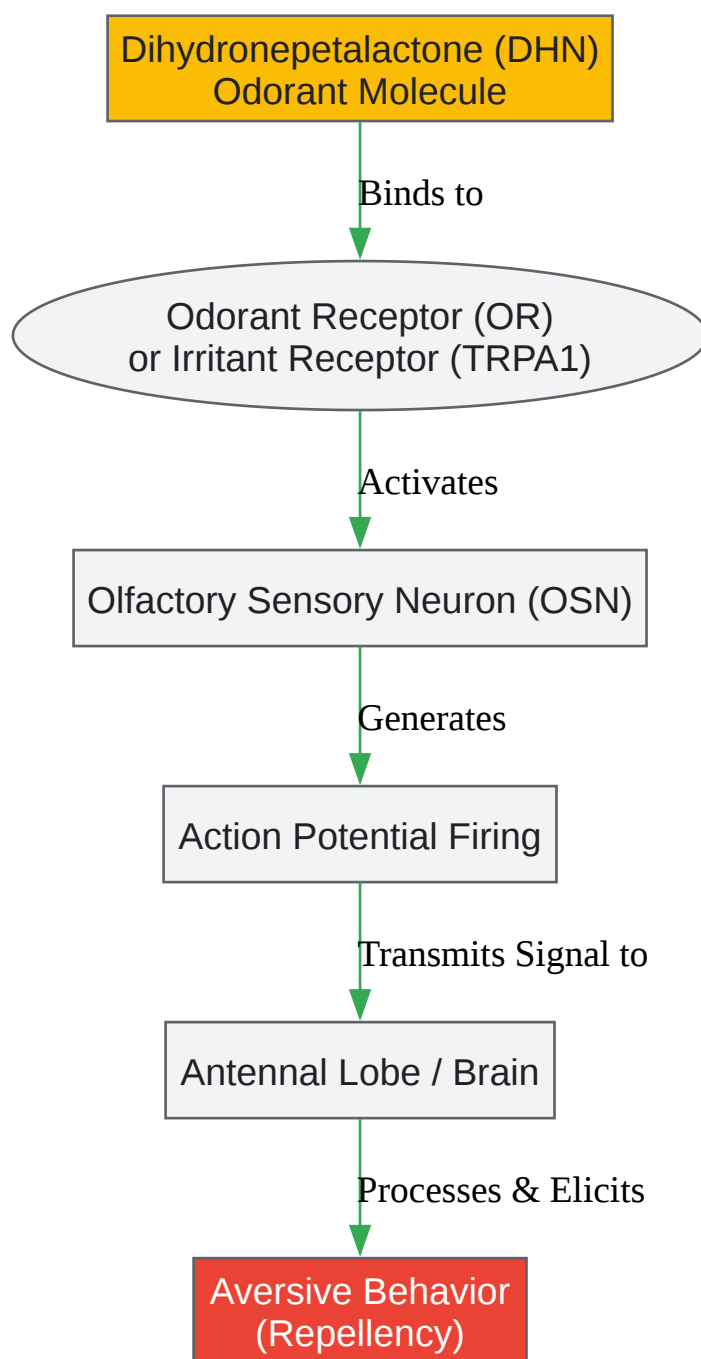 Dihydronepetalactone (DHN)
Odorant Molecule
Binds to
Odorant Receptor (OR)
or Irritant Receptor (TRPA1)
Activates
Olfactory Sensory Neuron (OSN)
Generates
Action Potential Firing
Transmits Signal to
Antennal Lobe / Brain
Processes & Elicits
Aversive Behavior
(Repellency)